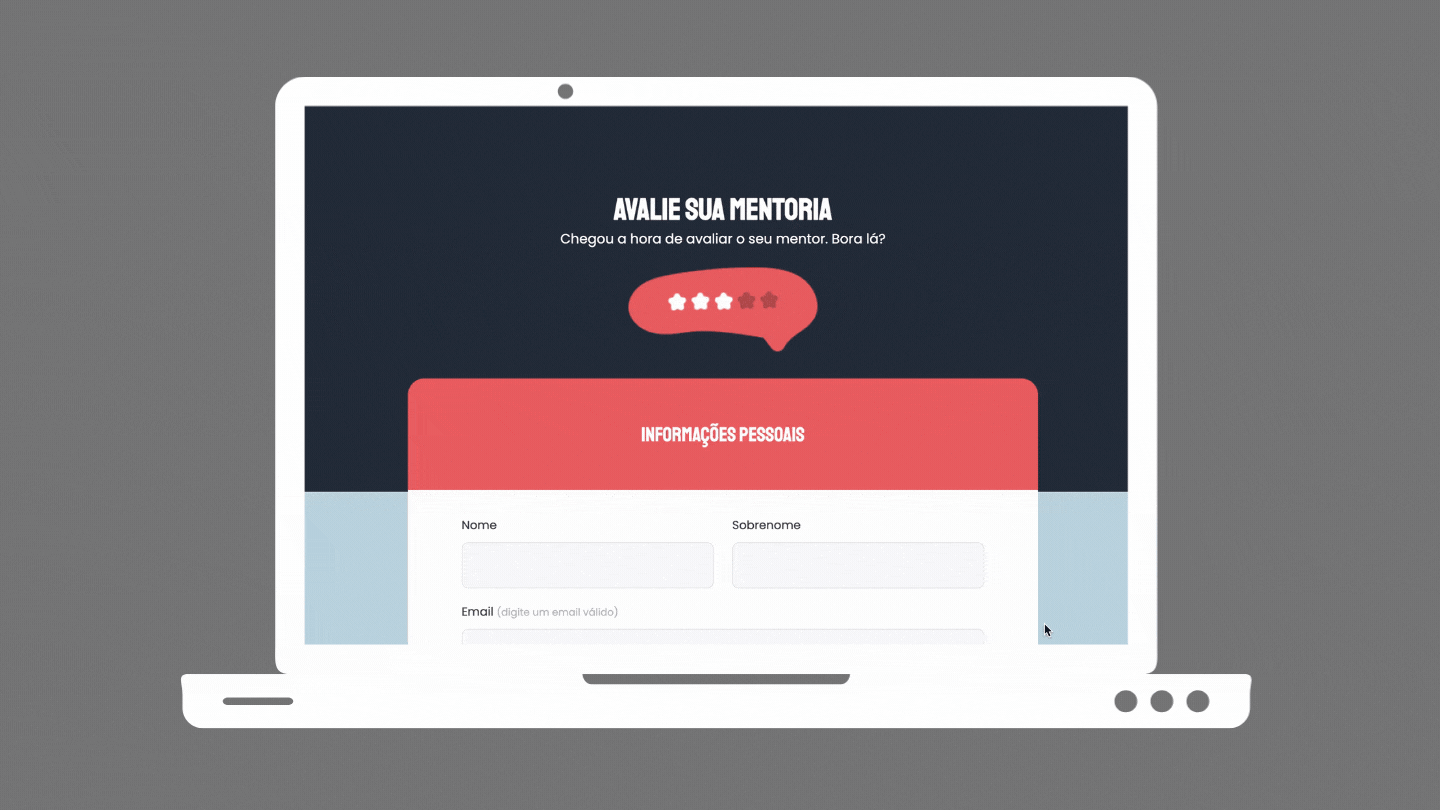 AVALIE SUA MENTORIA
Chegou a hora de avaliar o seu mentor. Bora lá?
INFORMAÇÕES PESSOAIS
Nome Sobrenome
Email (digite um email válido)